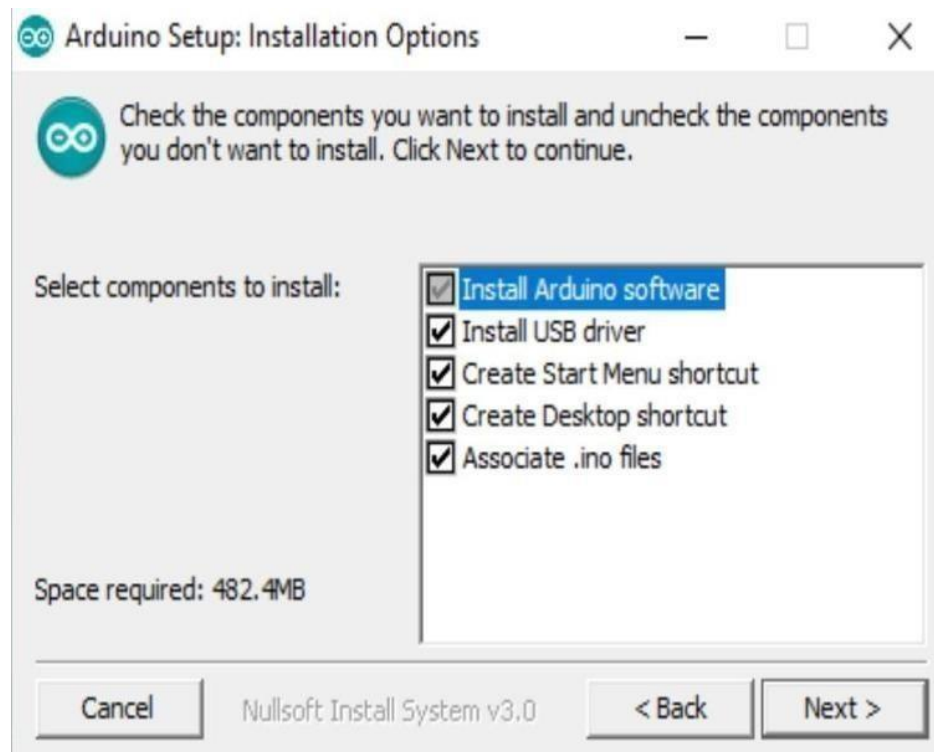 Arduino Setup: Installation Options
Check the components you want to install and uncheck the components
you don't want to install. Click Next to continue.
Select components to install:
Install Arduino software
Install USB driver
Create Start Menu shortcut
Create Desktop shortcut
Associate .ino files
Space required: 482.4MB
Cancel
Nullsoft Install System v3.0
< Back
Next >